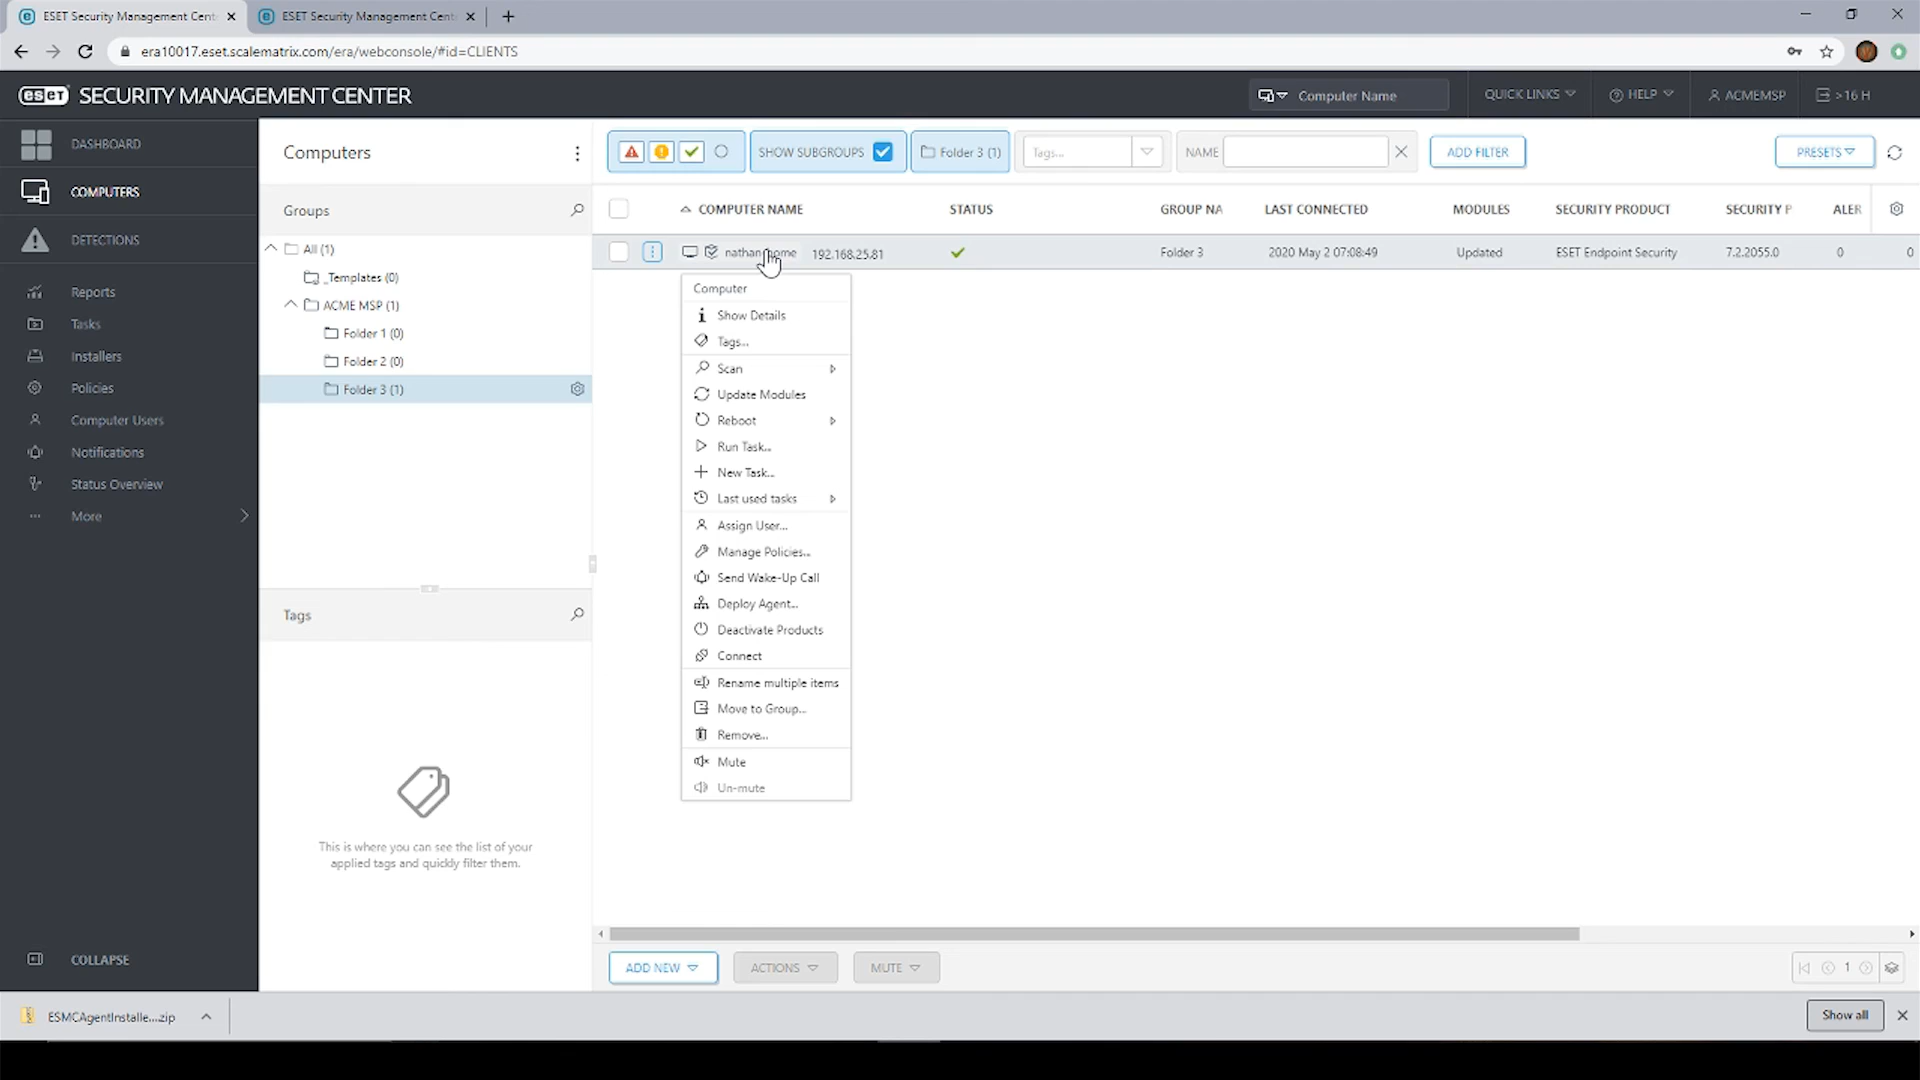 ESET Security Management Cent
ESET Security Management Cent
era10017.eset.scalematrix.com/era/webconsole/#id=CLIENTS
eset SECURITY MANAGEMENT CENTER
Computer Name
QUICK LINKS
HELP
ACMEMSP
>16 H
DASHBOARD
COMPUTERS
DETECTIONS
Reports
Tasks
Installers
Policies
Computer Users
Notifications
Status Overview
More
COLLAPSE
Computers
Groups
All (1)
_Templates (0)
ACME MSP (1)
Folder 1 (0)
Folder 2 (0)
Folder 3 (1)
Tags
This is where you can see the list of your
applied tags and quickly filter them.
SHOW SUBGROUPS
Folder 3 (1)
Tags...
NAME
ADD FILTER
PRESETS
COMPUTER NAME STATUS GROUP NA LAST CONNECTED MODULES SECURITY PRODUCT SECURITY P ALER
192.168.25.81 Folder 3 2020 May 2 07:08:49 Updated ESET Endpoint Security 7.2.2055.0 0 0
Computer
Show Details
Tags...
Scan
Update Modules
Reboot
Run Task...
New Task...
Last used tasks
Assign User...
Manage Policies...
Send Wake-Up Call
Deploy Agent...
Deactivate Products
Connect
Rename multiple items
Move to Group...
Remove...
Mute
Un-mute
ADD NEW
ACTIONS
MUTE
1
ESMCAgentInstalle....zip
Show all